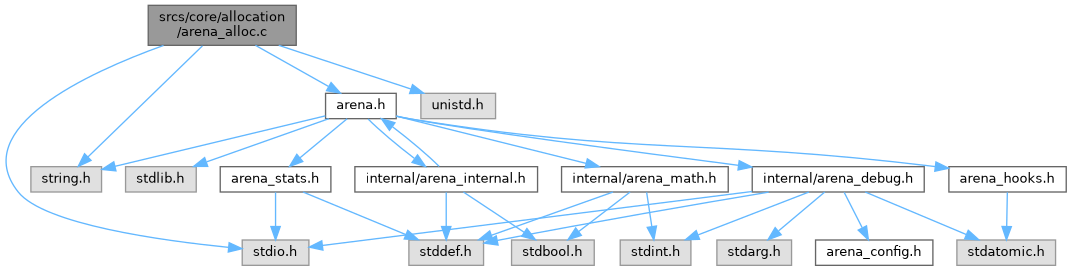 srcs/core/allocation
/arena_alloc.c
arena.h
unistd.h
string.h
stdlib.h
arena_stats.h
internal/arena_internal.h
internal/arena_math.h
internal/arena_debug.h
arena_hooks.h
stdio.h
stddef.h
stdbool.h
stdint.h
stdarg.h
arena_config.h
stdatomic.h